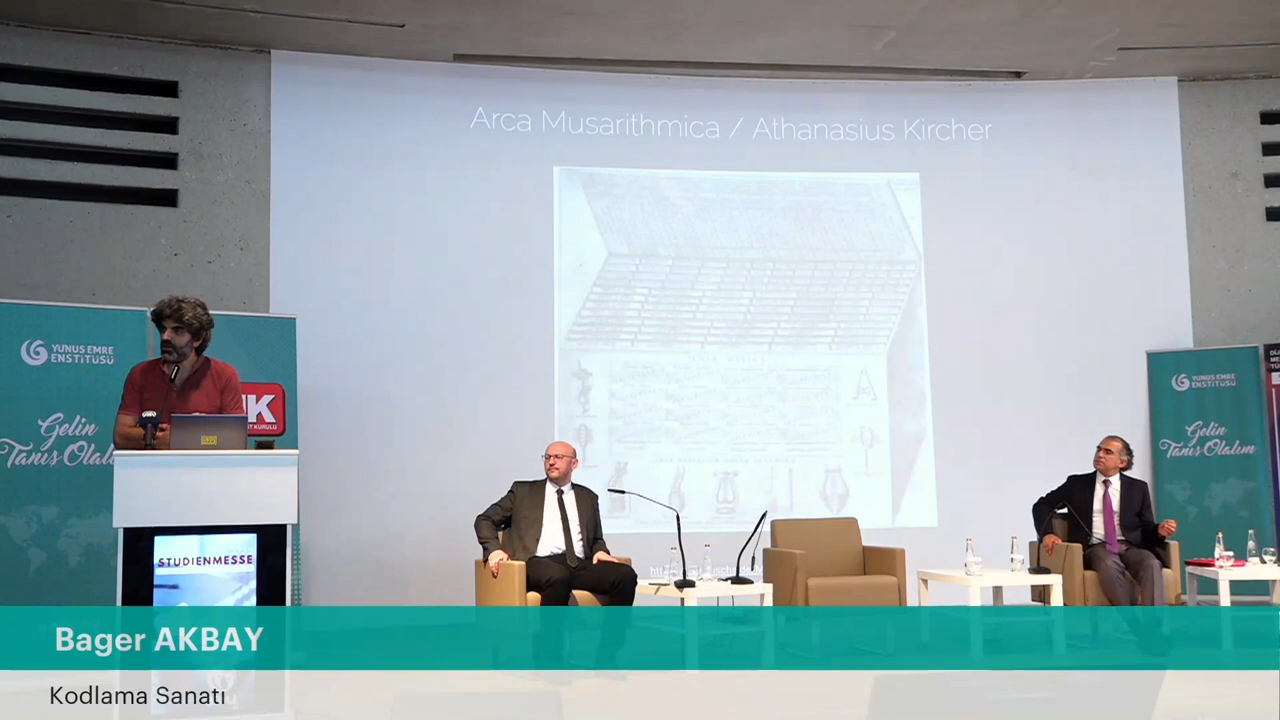 Arca Musarithmica / Athanasius Kircher
YUNUS EMRE
ENSTİTÜSÜ
Gelin
Tanış Olalım
STUDIENMESSE
YUNUS EMRE
ENSTİTÜSÜ
Gelin
Tanış Olalım
Bager AKBAY
Kodlama Sanatı